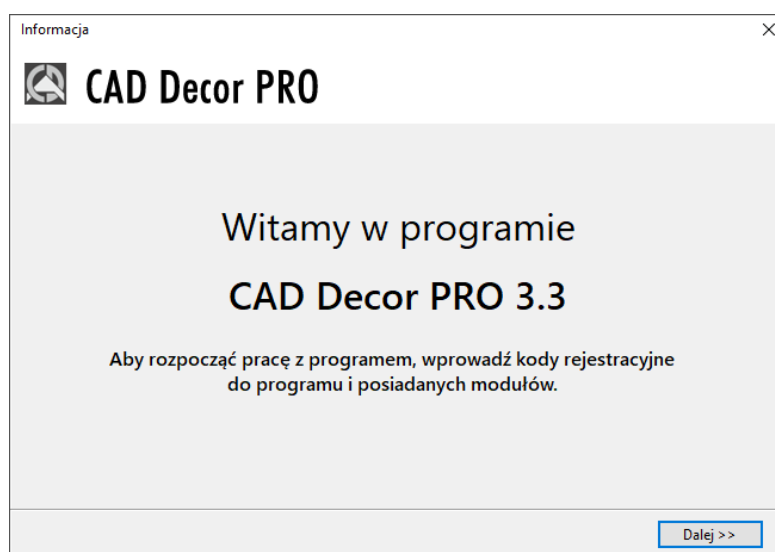 Informacja
CAD Decor PRO
Witamy w programie
CAD Decor PRO 3.3
Aby rozpocząć pracę z programem, wprowadź kody rejestracyjne
do programu i posiadanych modułów.
Dalej >>